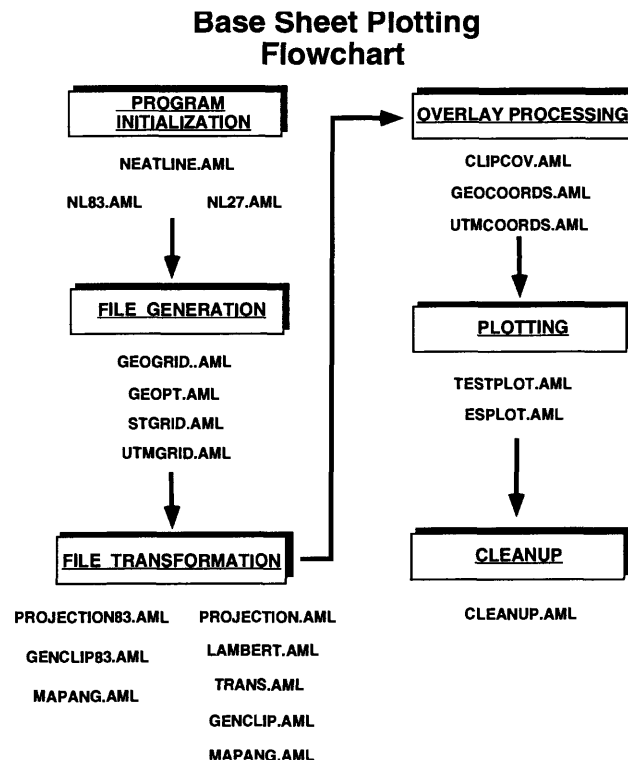 Base Sheet Plotting
Flowchart
PROGRAM
INITIALIZATION
NEATLINE.AML
NL83.AML NL27.AML
FILE GENERATION
GEOGRID..AML
GEOPT.AML
STGRID.AML
UTMGRID.AML
FILE TRANSFORMATION
PROJECTION83.AML
GENCLIP83.AML
MAPANG.AML
PROJECTION.AML
LAMBERT.AML
TRANS.AML
GENCLIP.AML
MAPANG.AML
OVERLAY PROCESSING
CLIPCOV.AML
GEOCOORDS.AML
UTMCOORDS.AML
PLOTTING
TESTPLOT.AML
ESPLOT.AML
CLEANUP
CLEANUP.AML